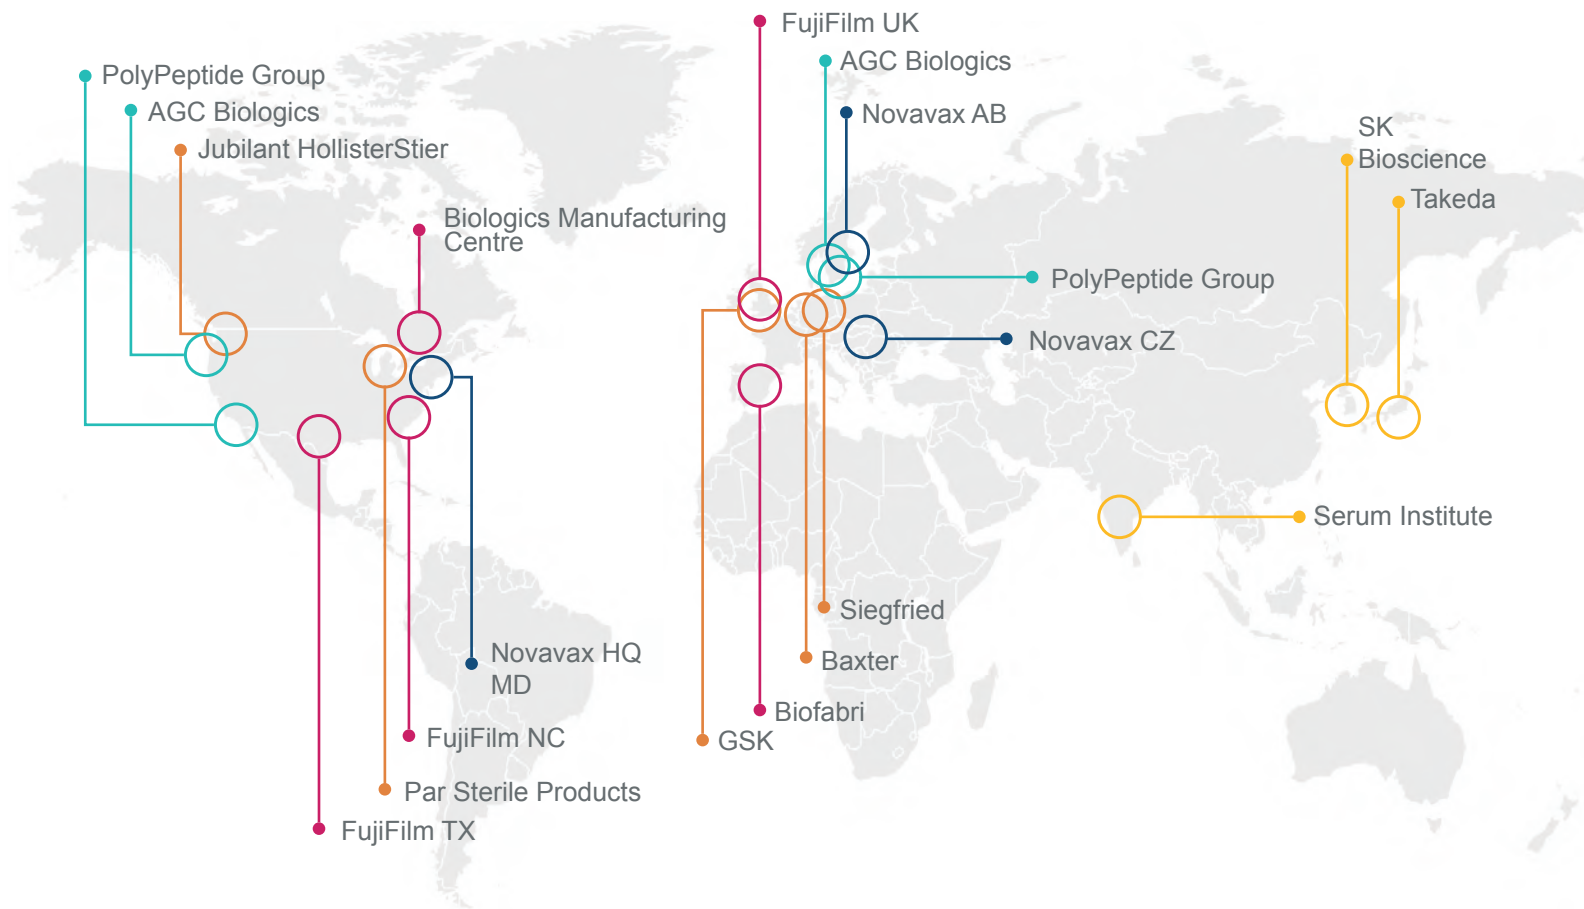 FujiFilm UK
AGC Biologics
PolyPeptide Group
AGC Biologics
Novavax AB
Jubilant HollisterStier
SK
Bioscience
Takeda
Biologics Manufacturing
Centre
PolyPeptide Group
Novavax CZ
Serum Institute
Siegfried
Novavax HQ
MD
Baxter
Biofabri
FujiFilm NC
GSK
Par Sterile Products
FujiFilm TX